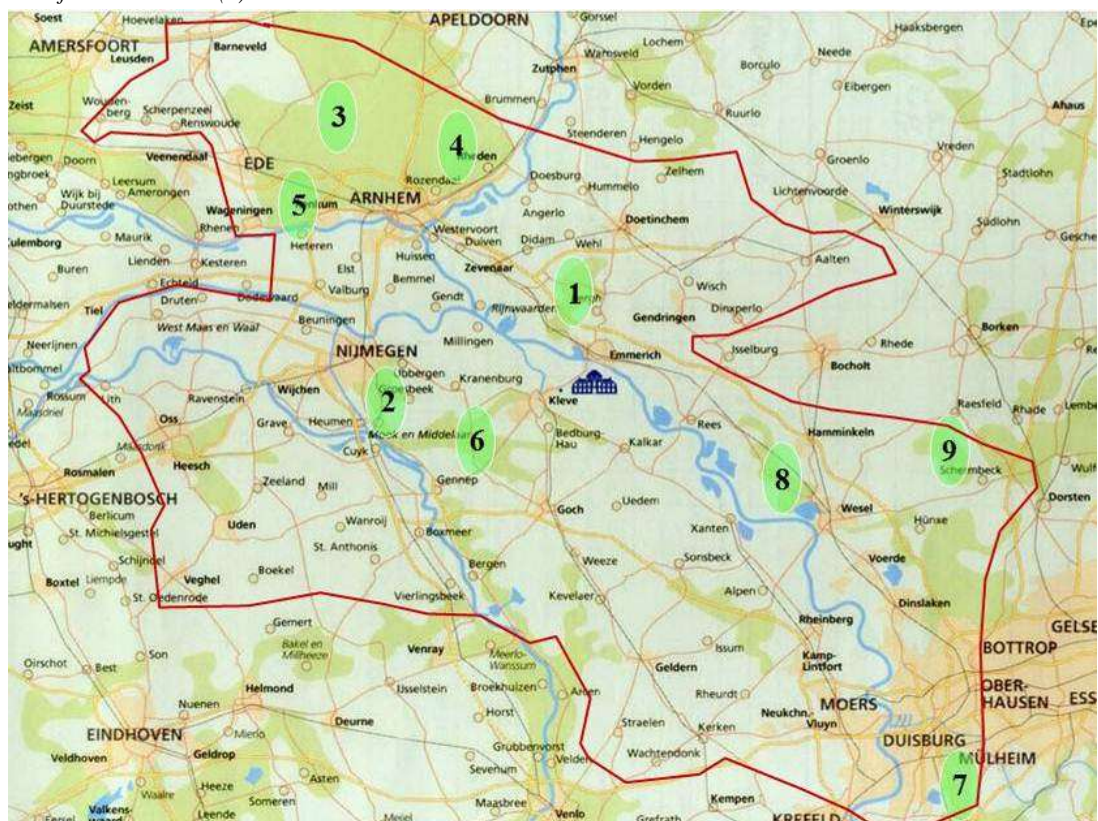 Soest
Hoevelaken
APELDOORN
Gorssel
Haaksbergen
AMERSFOORT
Leusden
Barneveld
Lochem
Warnsveld
Neede
Zutphen
Borculo
Eibergen
Zeist
Vorden
Ahaus
Scherpenzeel
Renswoude
3
Brummen
Ruurlo
Steenderen
Hengelo
4
Doorn
Veenendaal
EDE
Groenlo
Vreden
Leersum
Amerongen
Rozendaal
Zelhem
Stadtlohn
Wijk bij
Duurstede
Doesburg
Hummelo
Lichtenvoorde
Wageningen
5
ARNHEM
Angerlo
Winterswijk
Doetinchem
Südlohn
Maurik
Rhenen
Westervoort
Duiven
Didam
Wehl
Heteren
Huissen
Lienden
Kesteren
Elst
Zevenaar
Aalten
Buren
Echteld
Valburg
Bemmel
Wisch
Druten
Dodewaard
Gendt
1
Dinxperlo
Tiel
Beuningen
Gendringen
Borken
West Maas en Waal
Millingen
Neerijnen
NIJMEGEN
Emmerich
Isselburg
Rhede
Bocholt
Kranenburg
Rossum
Lith
Ravenstein
Wijchen
2
Kleve
Maasdriel
Oss
Heumen
Raesfeld
Rhade
Grave
Bedburg-
Hau
Rees
Hamminkeln
Maasdonk
Cuyk
6
Kalkar
9
Rosmalen
Heesch
8
'S-HERTOGENBOSCH
Zeeland
Mill
Gennep
Goch
Uedem
Wesel
Dorsten
Berlicum
Uden
Wanroij
Xanten
Hünxe
St. Michielsgestel
Boxmeer
St. Anthonis
Schijndel
Weeze
Sonsbeck
Voerde
Boxtel
Liempde
Veghel
Boekel
Bergen
St. Oedenrode
Vierlingsbeek
Kevelaer
Alpen
Dinslaken
Gemert
Rheinberg
Son
Bakel en
Milheeze
Venray
Meerlo-
Wanssum
Issum
BOTTROP
Oirschot
Best
Geldern
Kamp-
Lintfort
Helmond
IJsselstein
Broekhuizen
Arcen
Rheurdt
OBER-
HAUSEN
Nuenen
Deurne
Horst
Straelen
Kerken
Neukchn.-
Vluyn
MOERS
EINDHOVEN
Mierlo
Grubbenvorst
Wachtendonk
DUISBURG
Veldhoven
Geldrop
Velden
MÜLHEIM
Asten
Sevenum
7
Waalre
Heeze
Someren
Maasbree
Kempen
Leende
Venlo
KREFELD